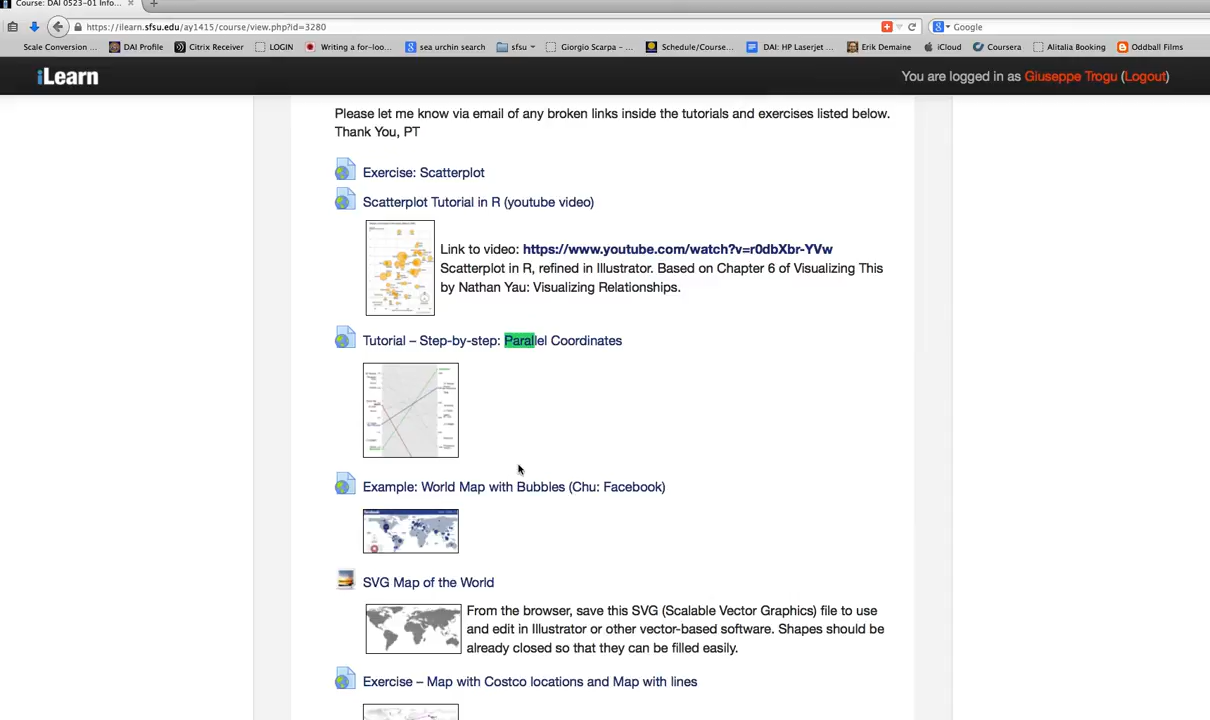 Course: DAI 0523-01 Info...
https://ilearn.sfsu.edu/ay1415/course/view.php?id=3280
Google
Scale Conversion ... DAI Profile Citrix Receiver LOGIN Writing a for-loo... sea urchin search sfsu Giorgio Scarpa – ... Schedule/Course... DAI: HP Laserjet ... Erik Demaine iCloud Coursera Alitalia Booking Oddball Films
iLearn
You are logged in as Giuseppe Trogu (Logout)
Please let me know via email of any broken links inside the tutorials and exercises listed below.
Thank You, PT
Exercise: Scatterplot
Scatterplot Tutorial in R (youtube video)
Link to video: https://www.youtube.com/watch?v=r0dbXbr-YVw
Scatterplot in R, refined in Illustrator. Based on Chapter 6 of Visualizing This
by Nathan Yau: Visualizing Relationships.
Tutorial – Step-by-step: Parallel Coordinates
Example: World Map with Bubbles (Chu: Facebook)
facebook
SVG Map of the World
From the browser, save this SVG (Scalable Vector Graphics) file to use
and edit in Illustrator or other vector-based software. Shapes should be
already closed so that they can be filled easily.
Exercise – Map with Costco locations and Map with lines